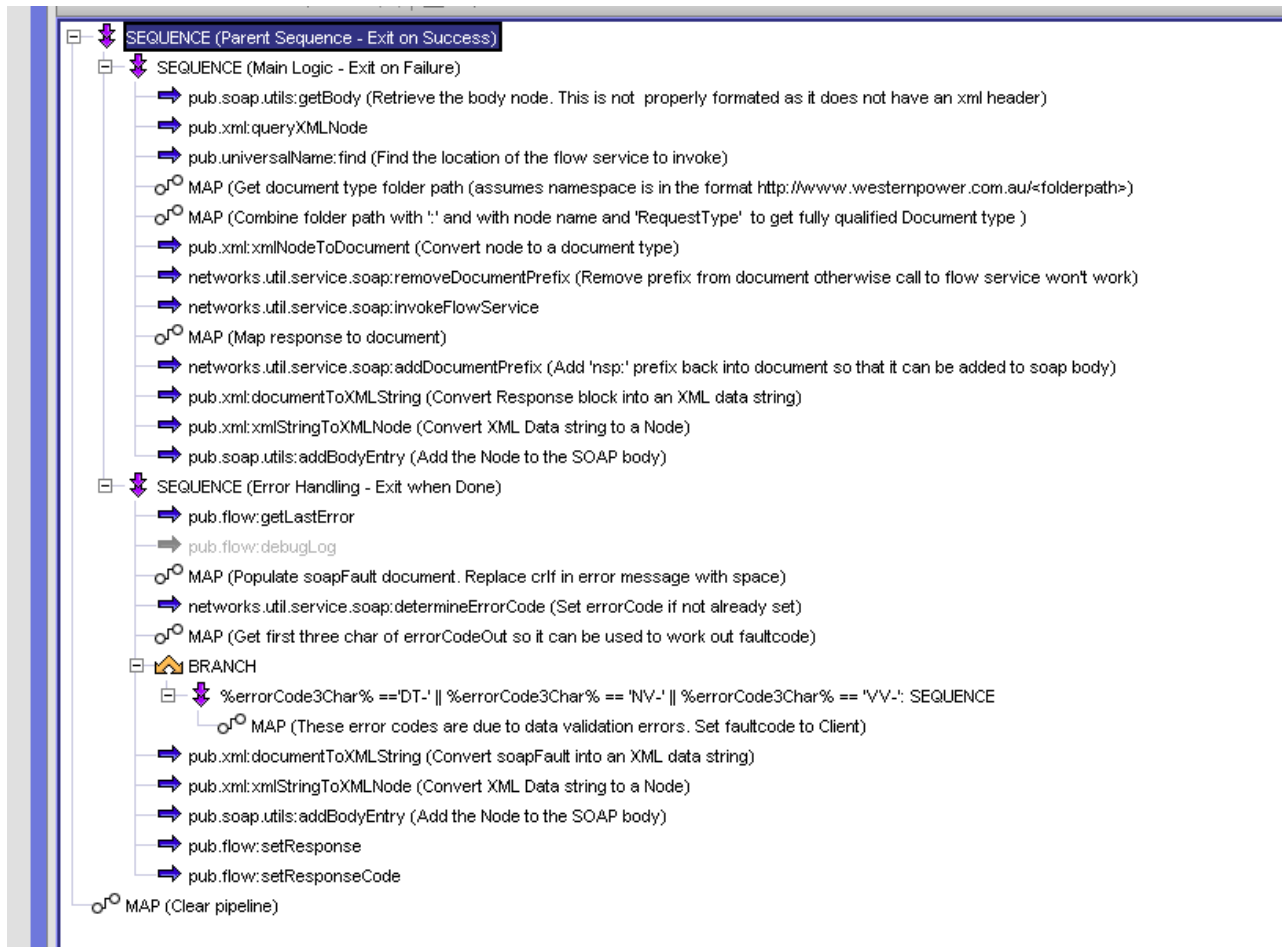 SEQUENCE (Parent Sequence - Exit on Success)
SEQUENCE (Main Logic - Exit on Failure)
pub.soap.utils:getBody (Retrieve the body node. This is not  properly formated as it does not have an xml header)
pub.xml:queryXMLNode
pub.universalName:find (Find the location of the flow service to invoke)
MAP (Get document type folder path (assumes namespace is in the format http://www.westernpower.com.au/<folderpath>)
MAP (Combine folder path with ':' and with node name and 'RequestType'  to get fully qualified Document type )
pub.xml:xmlNodeToDocument (Convert node to a document type)
networks.util.service.soap:removeDocumentPrefix (Remove prefix from document otherwise call to flow service won't work)
networks.util.service.soap:invokeFlowService
MAP (Map response to document)
networks.util.service.soap:addDocumentPrefix (Add 'nsp:' prefix back into document so that it can be added to soap body)
pub.xml:documentToXMLString (Convert Response block into an XML data string)
pub.xml:xmlStringToXMLNode (Convert XML Data string to a Node)
pub.soap.utils:addBodyEntry (Add the Node to the SOAP body)
SEQUENCE (Error Handling - Exit when Done)
pub.flow:getLastError
pub.flow:debugLog
MAP (Populate soapFault document. Replace crlf in error message with space)
networks.util.service.soap:determineErrorCode (Set errorCode if not already set)
MAP (Get first three char of errorCodeOut so it can be used to work out faultcode)
BRANCH
%errorCode3Char% =='DT-' || %errorCode3Char% == 'NV-' || %errorCode3Char% == 'VV-': SEQUENCE
MAP (These error codes are due to data validation errors. Set faultcode to Client)
pub.xml:documentToXMLString (Convert soapFault into an XML data string)
pub.xml:xmlStringToXMLNode (Convert XML Data string to a Node)
pub.soap.utils:addBodyEntry (Add the Node to the SOAP body)
pub.flow:setResponse
pub.flow:setResponseCode
MAP (Clear pipeline)